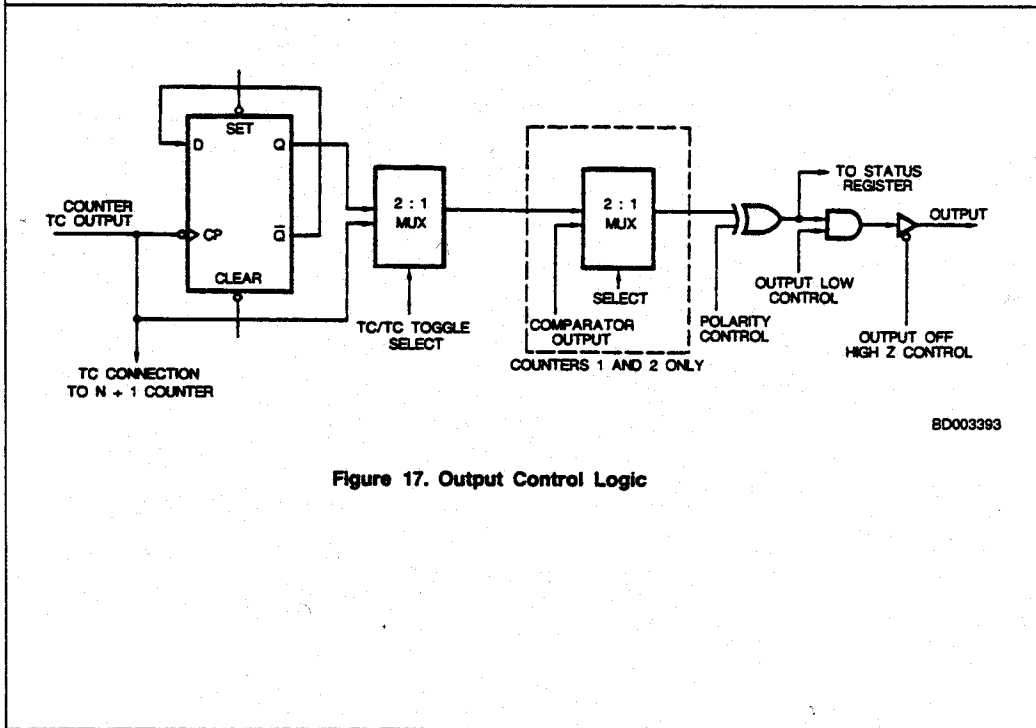 SET
D
Q
COUNTER
TC OUTPUT
CP
Q̅
CLEAR
2 : 1
MUX
TC/TC TOGGLE
SELECT
TC CONNECTION
TO N + 1 COUNTER
2 : 1
MUX
SELECT
COMPARATOR
OUTPUT
COUNTERS 1 AND 2 ONLY
POLARITY
CONTROL
TO STATUS
REGISTER
OUTPUT LOW
CONTROL
OUTPUT
OUTPUT OFF
HIGH Z CONTROL
BD003393
Figure 17. Output Control Logic